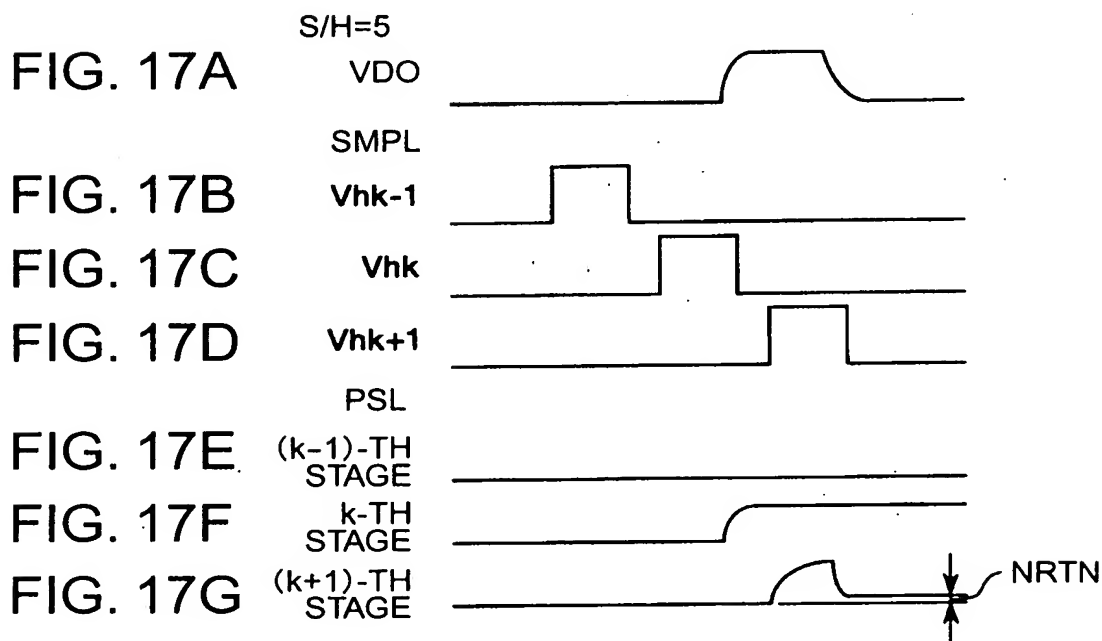 S/H=5
FIG. 17A VDO
SMPL
FIG. 17B Vhk-1
FIG. 17C Vhk
FIG. 17D Vhk+1
PSL
FIG. 17E (k-1)-TH
STAGE
FIG. 17F k-TH
STAGE
FIG. 17G (k+1)-TH
STAGE
NRTN